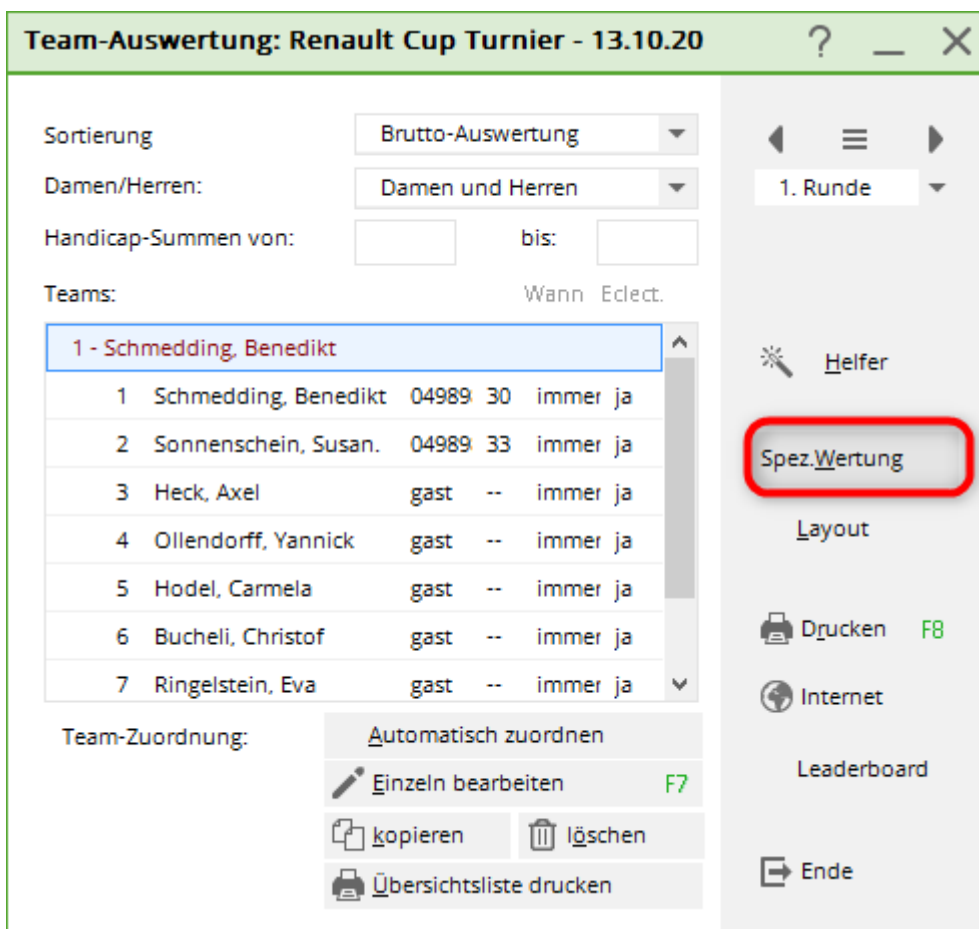 Team-Auswertung: Renault Cup Turnier - 13.10.20 ?
Sortierung Brutto-Auswertung
Damen/Herren: Damen und Herren 1. Runde
Handicap-Summen von: bis:
Teams: Wann Eclect.
1 - Schmedding, Benedikt
Helfer
1 Schmedding, Benedikt 04989 30 immer ja
2 Sonnenschein, Susan. 04989 33 immer ja
Spez.Wertung
3 Heck, Axel gast -- immer ja
4 Ollendorff, Yannick gast -- immer ja
Layout
5 Hodel, Carmela gast -- immer ja
6 Bucheli, Christof gast -- immer ja
Drucken F8
7 Ringelstein, Eva gast -- immer ja
Internet
Team-Zuordnung: Automatisch zuordnen
Leaderboard
Einzeln bearbeiten F7
kopieren löschen
Ende
Übersichtsliste drucken